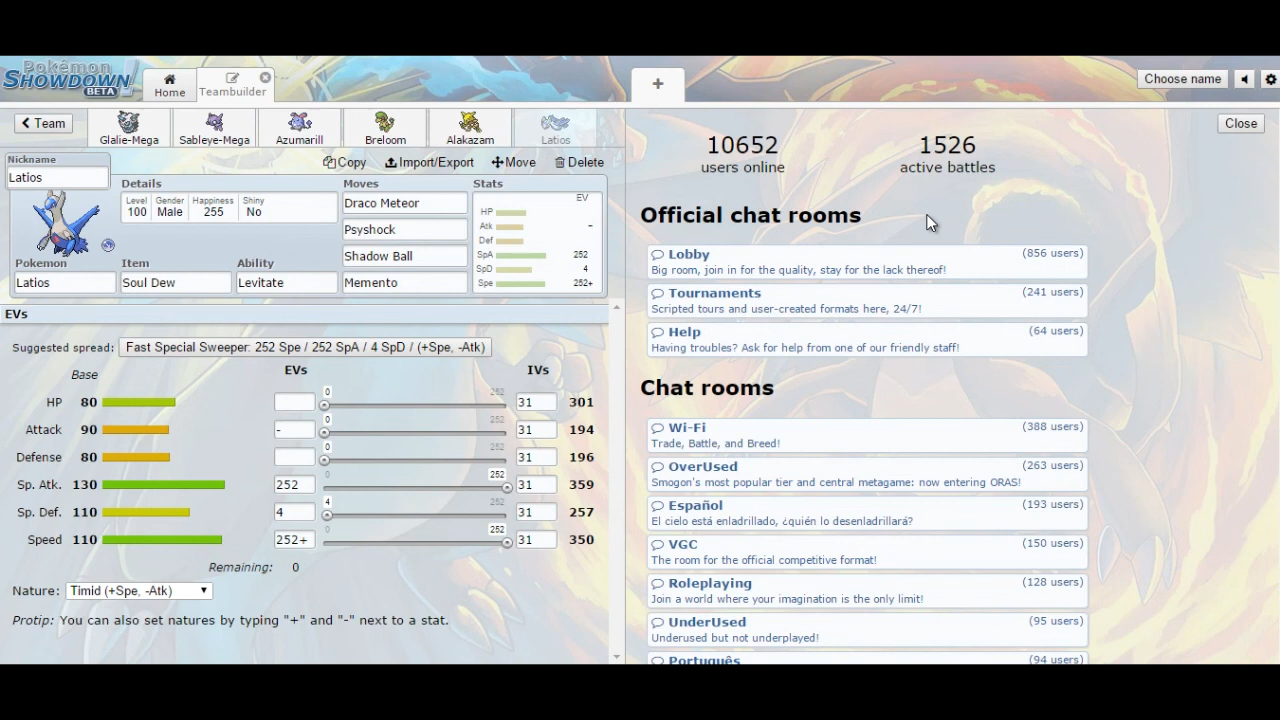 Pokémon
SHOWDOWN
BETA
Home
Teambuilder
+
Choose name
Team
Glalie-Mega
Sableye-Mega
Azumarill
Breloom
Alakazam
Latios
Close
Nickname
Latios
Copy
Import/Export
Move
Delete
Details
Level
100
Gender
Male
Happiness
255
Shiny
No
Pokemon
Latios
Item
Soul Dew
Ability
Levitate
Moves
Draco Meteor
Psyshock
Shadow Ball
Memento
Stats
EV
HP
Atk -
Def
SpA 252
SpD 4
Spe 252+
EVs
Suggested spread: Fast Special Sweeper: 252 Spe / 252 SpA / 4 SpD / (+Spe, -Atk)
Base EVs IVs
HP 80 0 252 31 301
Attack 90 - 0 252 31 194
Defense 80 0 252 31 196
Sp. Atk. 130 252 0 252 31 359
Sp. Def. 110 4 4 252 31 257
Speed 110 252+ 0 252 31 350
Remaining: 0
Nature: Timid (+Spe, -Atk)
Protip: You can also set natures by typing "+" and "-" next to a stat.
10652
users online
1526
active battles
Official chat rooms
Lobby (856 users)
Big room, join in for the quality, stay for the lack thereof!
Tournaments (241 users)
Scripted tours and user-created formats here, 24/7!
Help (64 users)
Having troubles? Ask for help from one of our friendly staff!
Chat rooms
Wi-Fi (388 users)
Trade, Battle, and Breed!
OverUsed (263 users)
Smogon's most popular tier and central metagame: now entering ORAS!
Español (193 users)
El cielo está enladrillado, ¿quién lo desenladrillará?
VGC (150 users)
The room for the official competitive format!
Roleplaying (128 users)
Join a world where your imagination is the only limit!
UnderUsed (95 users)
Underused but not underplayed!
Português (94 users)